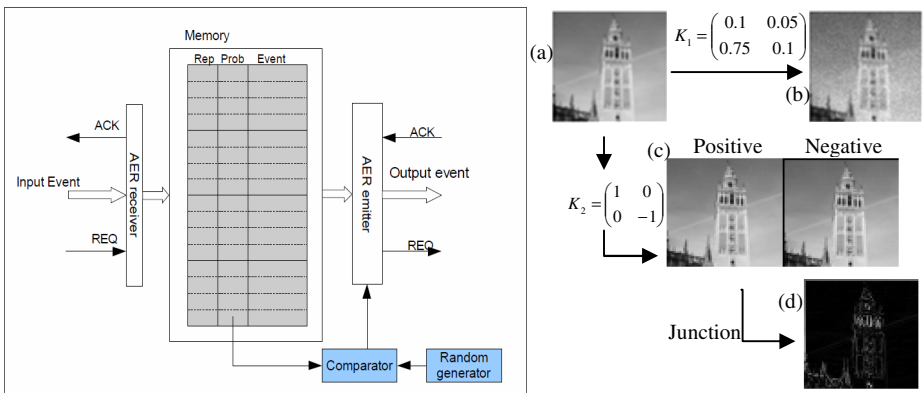 Memory
Rep Prob Event
ACK
Input Event
REQ
AER receiver
AER emitter
ACK
Output event
REQ
Comparator
Random
generator
(a)
K₁ = ( 0.1 0.05
0.75 0.1 )
(b)
(c)
Positive Negative
K₂ = ( 1 0
0 −1 )
(d)
Junction